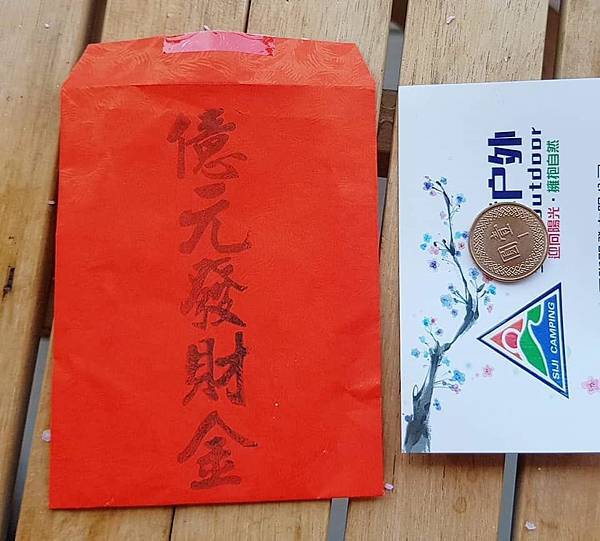 億元發財金
户外
outdoor
迎向陽光·擁抱自然
壹圓
SIJI CAMPING